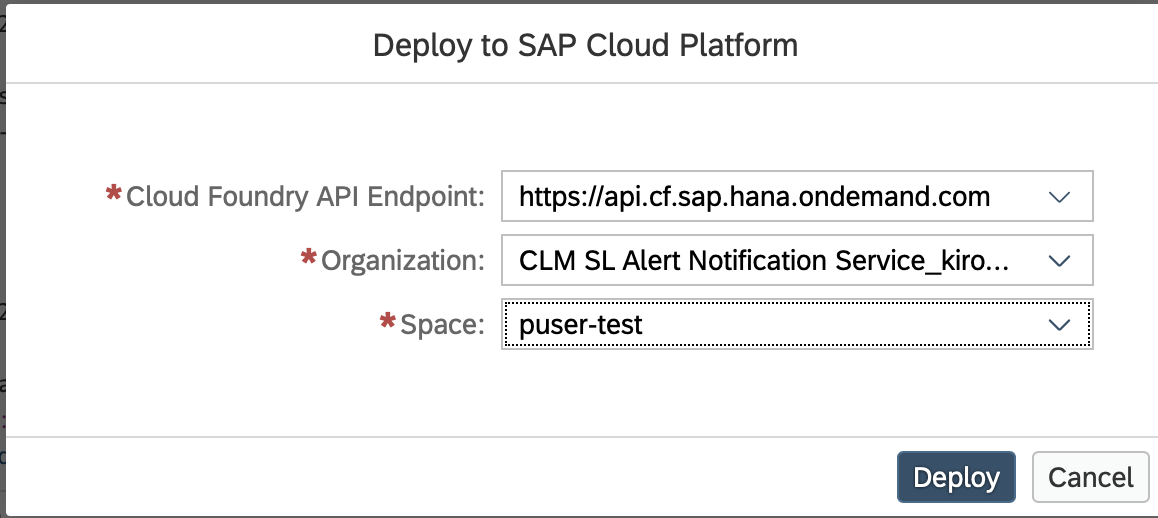 Deploy to SAP Cloud Platform
*Cloud Foundry API Endpoint: https://api.cf.sap.hana.ondemand.com
*Organization: CLM SL Alert Notification Service_kiro...
*Space: puser-test
Deploy Cancel